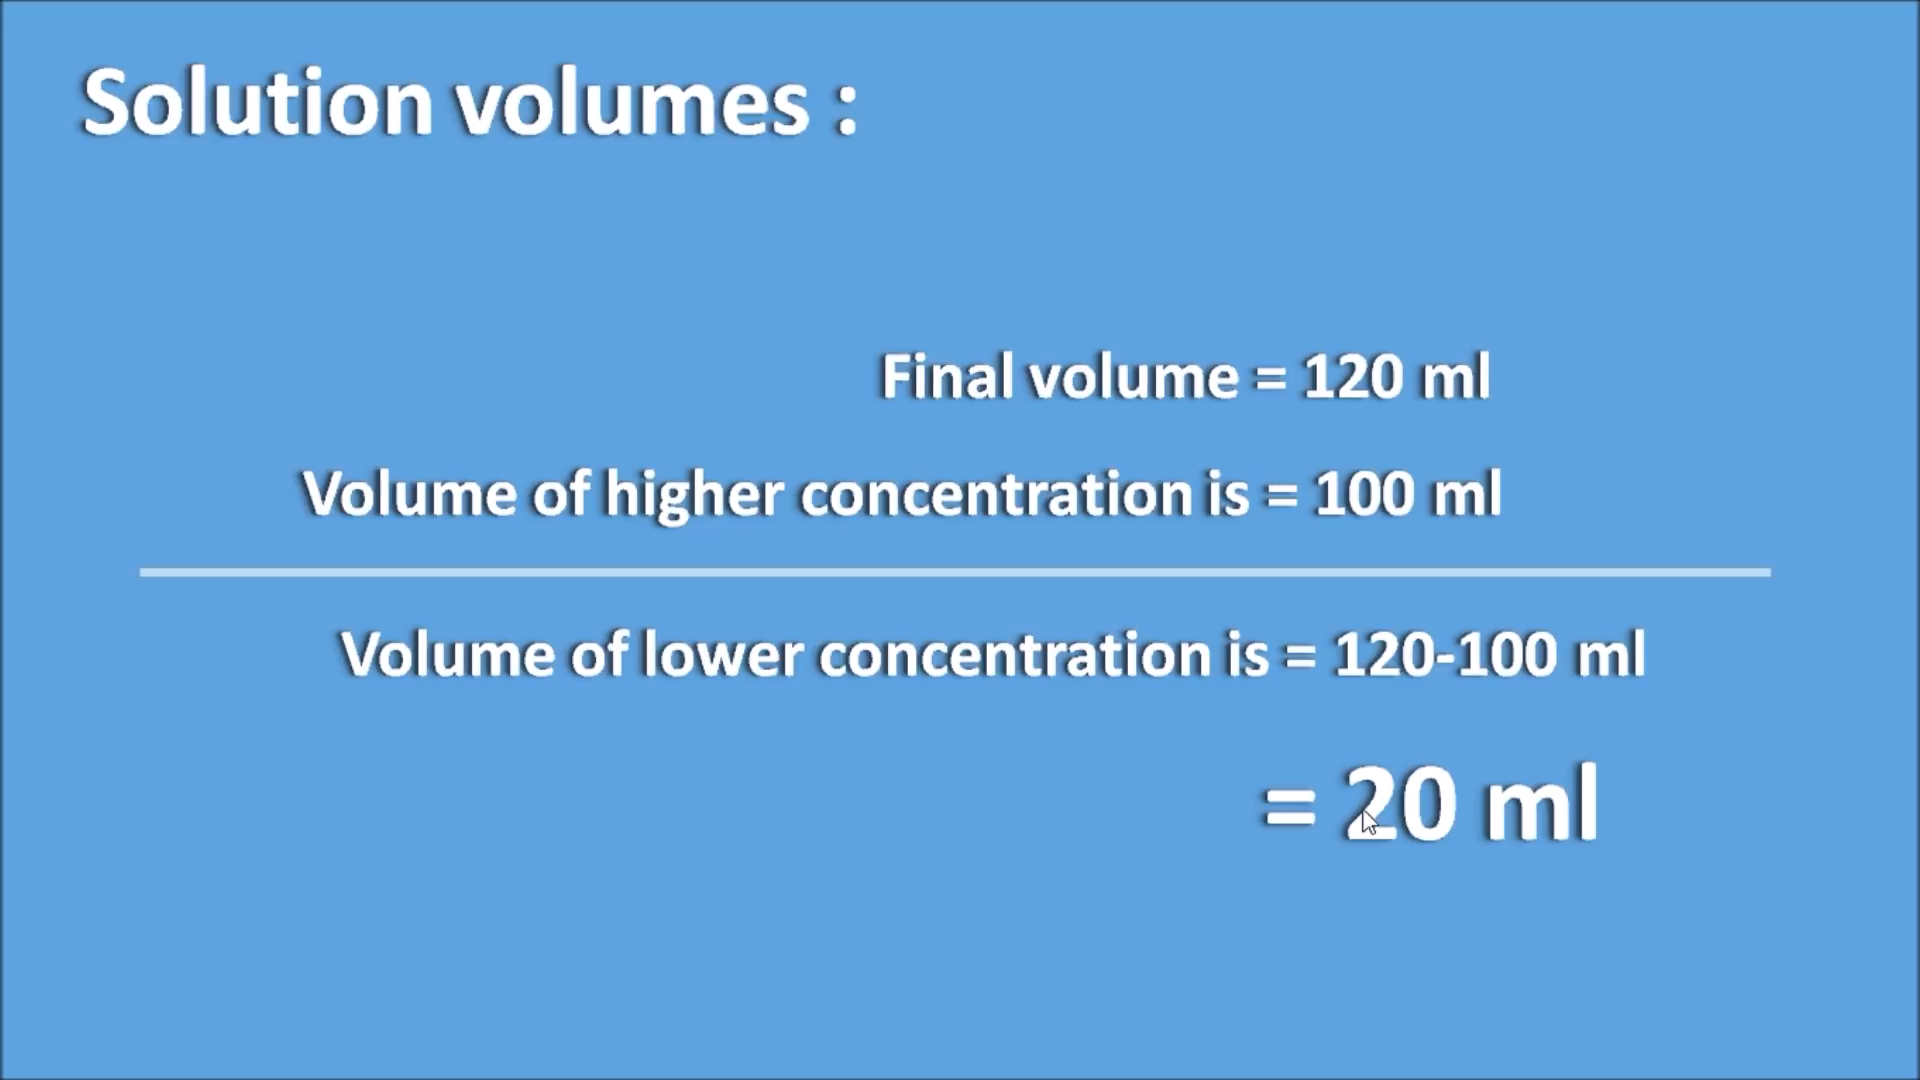 Solution volumes :
Final volume = 120 ml
Volume of higher concentration is = 100 ml
Volume of lower concentration is = 120-100 ml
= 20 ml